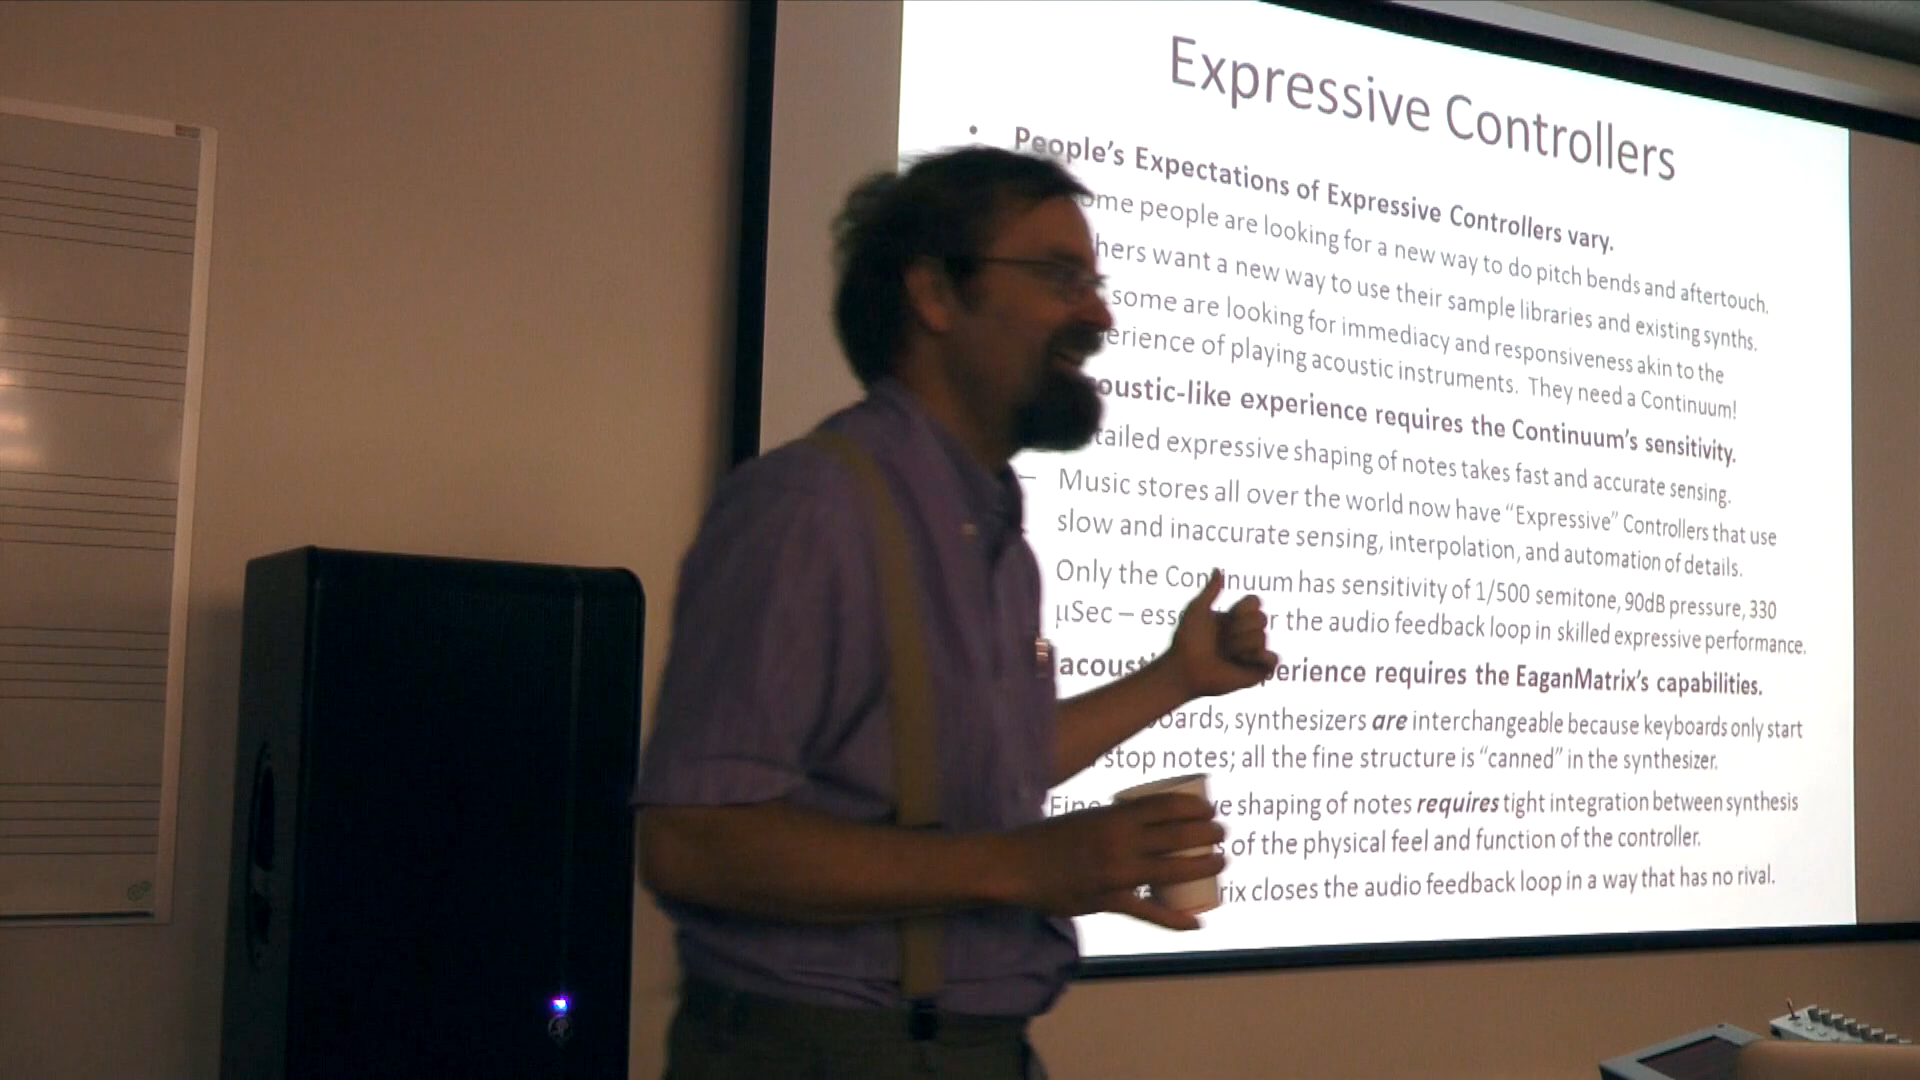 Expressive Controllers
• People's Expectations of Expressive Controllers vary.
ome people are looking for a new way to do pitch bends and aftertouch.
hers want a new way to use their sample libraries and existing synths.
some are looking for immediacy and responsiveness akin to the
erience of playing acoustic instruments. They need a Continuum!
oustic-like experience requires the Continuum's sensitivity.
tailed expressive shaping of notes takes fast and accurate sensing.
– Music stores all over the world now have "Expressive" Controllers that use
slow and inaccurate sensing, interpolation, and automation of details.
Only the Continuum has sensitivity of 1/500 semitone, 90dB pressure, 330
µSec – ess r the audio feedback loop in skilled expressive performance.
acoust perience requires the EaganMatrix's capabilities.
oards, synthesizers are interchangeable because keyboards only start
stop notes; all the fine structure is "canned" in the synthesizer.
Fine ve shaping of notes requires tight integration between synthesis
s of the physical feel and function of the controller.
rix closes the audio feedback loop in a way that has no rival.